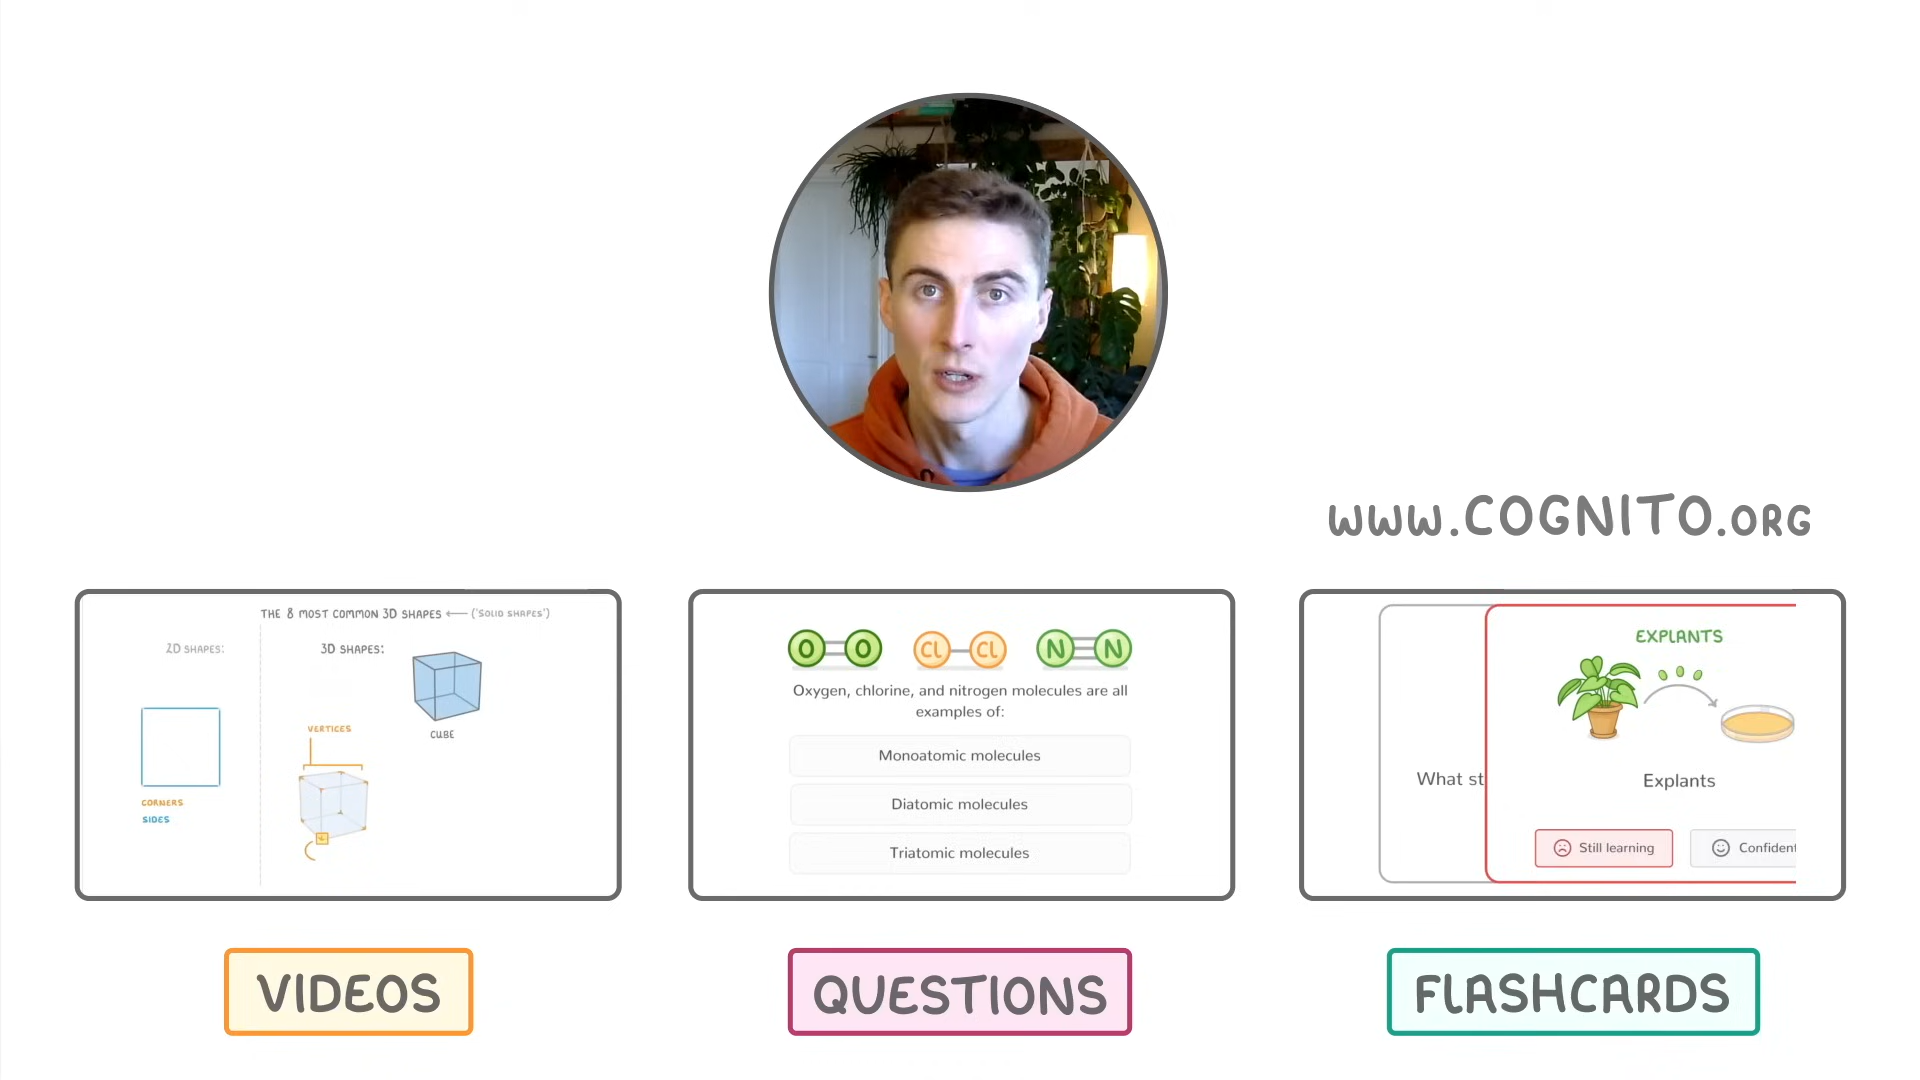 www.COGNITO.ORG
THE 8 MOST COMMON 3D SHAPES ← ('SOLID SHAPES')
2D SHAPES:
3D SHAPES:
CUBE
VERTICES
CORNERS
SIDES
O O Cl Cl N N
Oxygen, chlorine, and nitrogen molecules are all
examples of:
Monoatomic molecules
Diatomic molecules
Triatomic molecules
EXPLANTS
What st
Explants
Still learning
Confident
VIDEOS
QUESTIONS
FLASHCARDS